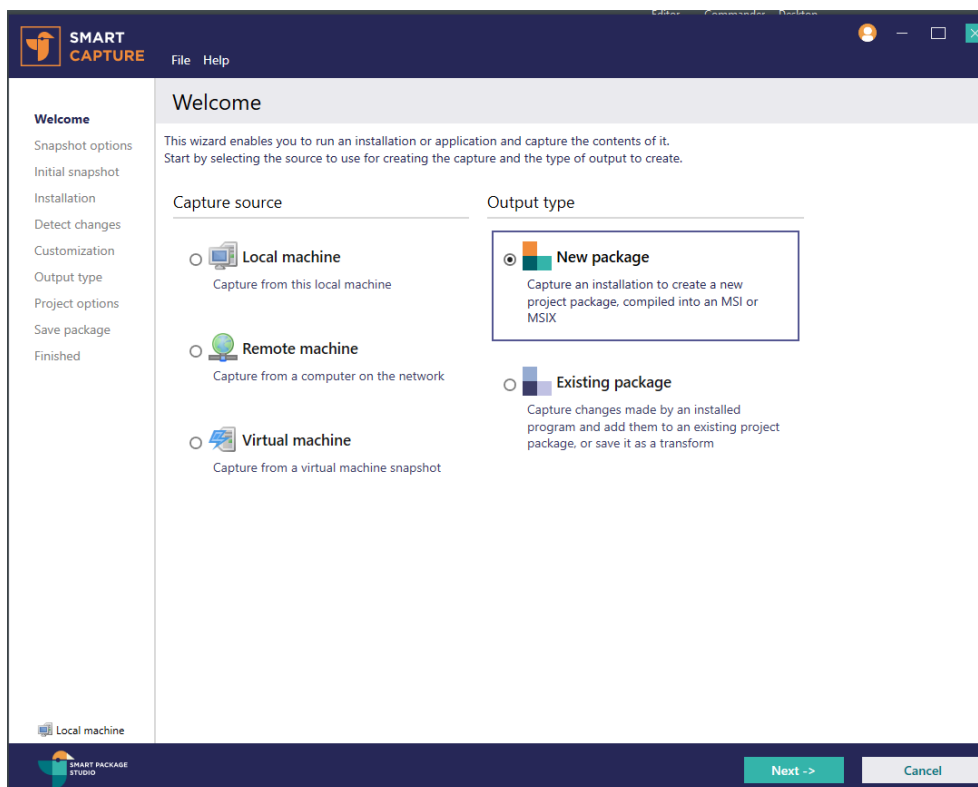 Editor Commander Desktop
SMART
CAPTURE
File Help
Welcome
Snapshot options
Initial snapshot
Installation
Detect changes
Customization
Output type
Project options
Save package
Finished
Local machine
Welcome
This wizard enables you to run an installation or application and capture the contents of it.
Start by selecting the source to use for creating the capture and the type of output to create.
Capture source
Local machine
Capture from this local machine
Remote machine
Capture from a computer on the network
Virtual machine
Capture from a virtual machine snapshot
Output type
New package
Capture an installation to create a new
project package, compiled into an MSI or
MSIX
Existing package
Capture changes made by an installed
program and add them to an existing project
package, or save it as a transform
SMART PACKAGE
STUDIO
Next ->
Cancel